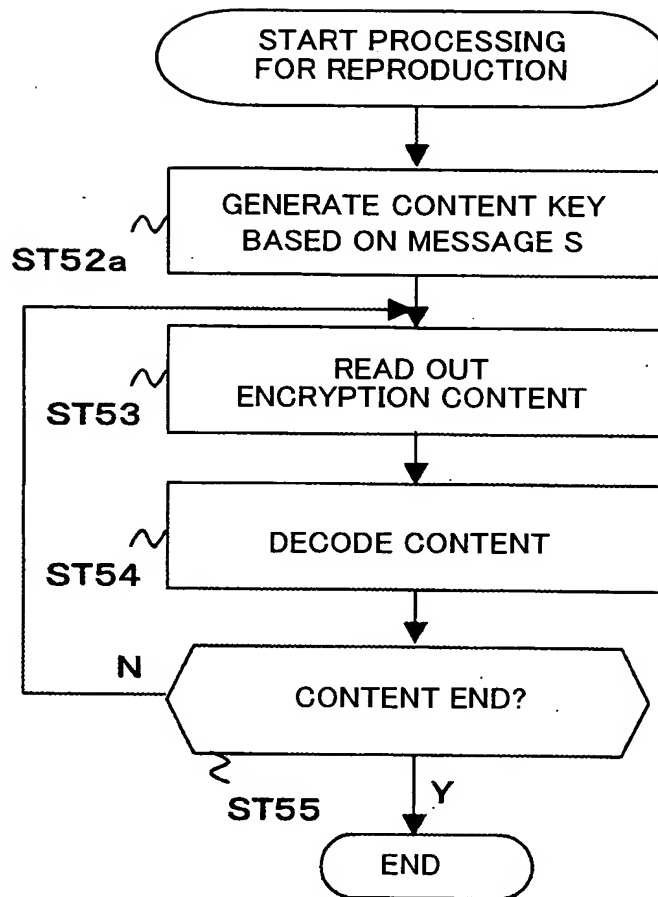 START PROCESSING
FOR REPRODUCTION
GENERATE CONTENT KEY
BASED ON MESSAGE S
ST52a
READ OUT
ENCRYPTION CONTENT
ST53
DECODE CONTENT
ST54
N
CONTENT END?
ST55
Y
END